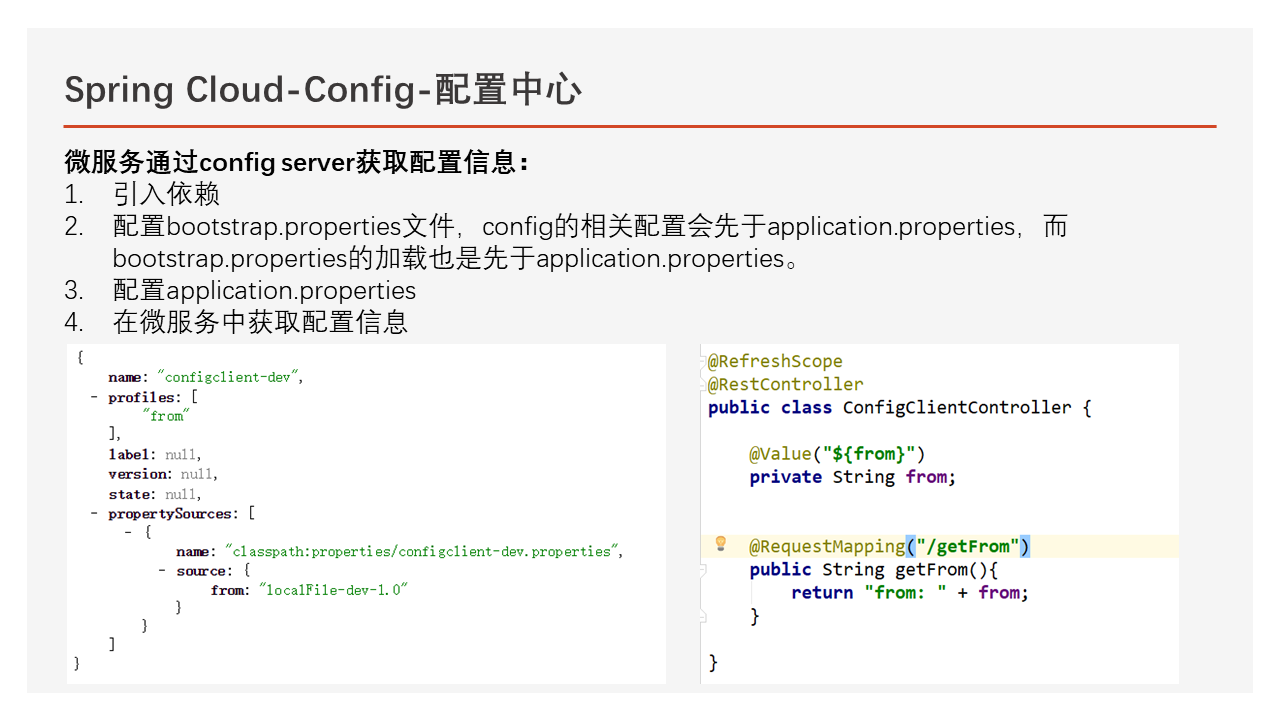 Spring Cloud-Config-配置中心
微服务通过config server获取配置信息：
1. 引入依赖
2. 配置bootstrap.properties文件，config的相关配置会先于application.properties，而
bootstrap.properties的加载也是先于application.properties。
3. 配置application.properties
4. 在微服务中获取配置信息
{
name: "configclient-dev",
- profiles: [
"from"
],
label: null,
version: null,
state: null,
- propertySources: [
- {
name: "classpath:properties/configclient-dev.properties",
- source: {
from: "localFile-dev-1.0"
}
}
]
}
@RefreshScope
@RestController
public class ConfigClientController {
@Value("${from}")
private String from;
@RequestMapping("/getFrom")
public String getFrom(){
return "from: " + from;
}
}